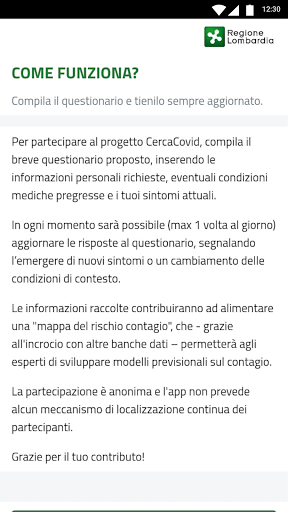 12:30
Regione
Lombardia
COME FUNZIONA?
Compila il questionario e tienilo sempre aggiornato.
Per partecipare al progetto CercaCovid, compila il
breve questionario proposto, inserendo le
informazioni personali richieste, eventuali condizioni
mediche pregresse e i tuoi sintomi attuali.
In ogni momento sarà possibile (max 1 volta al giorno)
aggiornare le risposte al questionario, segnalando
l'emergere di nuovi sintomi o un cambiamento delle
condizioni di contesto.
Le informazioni raccolte contribuiranno ad alimentare
una "mappa del rischio contagio", che - grazie
all'incrocio con altre banche dati – permetterà agli
esperti di sviluppare modelli previsionali sul contagio.
La partecipazione è anonima e l'app non prevede
alcun meccanismo di localizzazione continua dei
partecipanti.
Grazie per il tuo contributo!